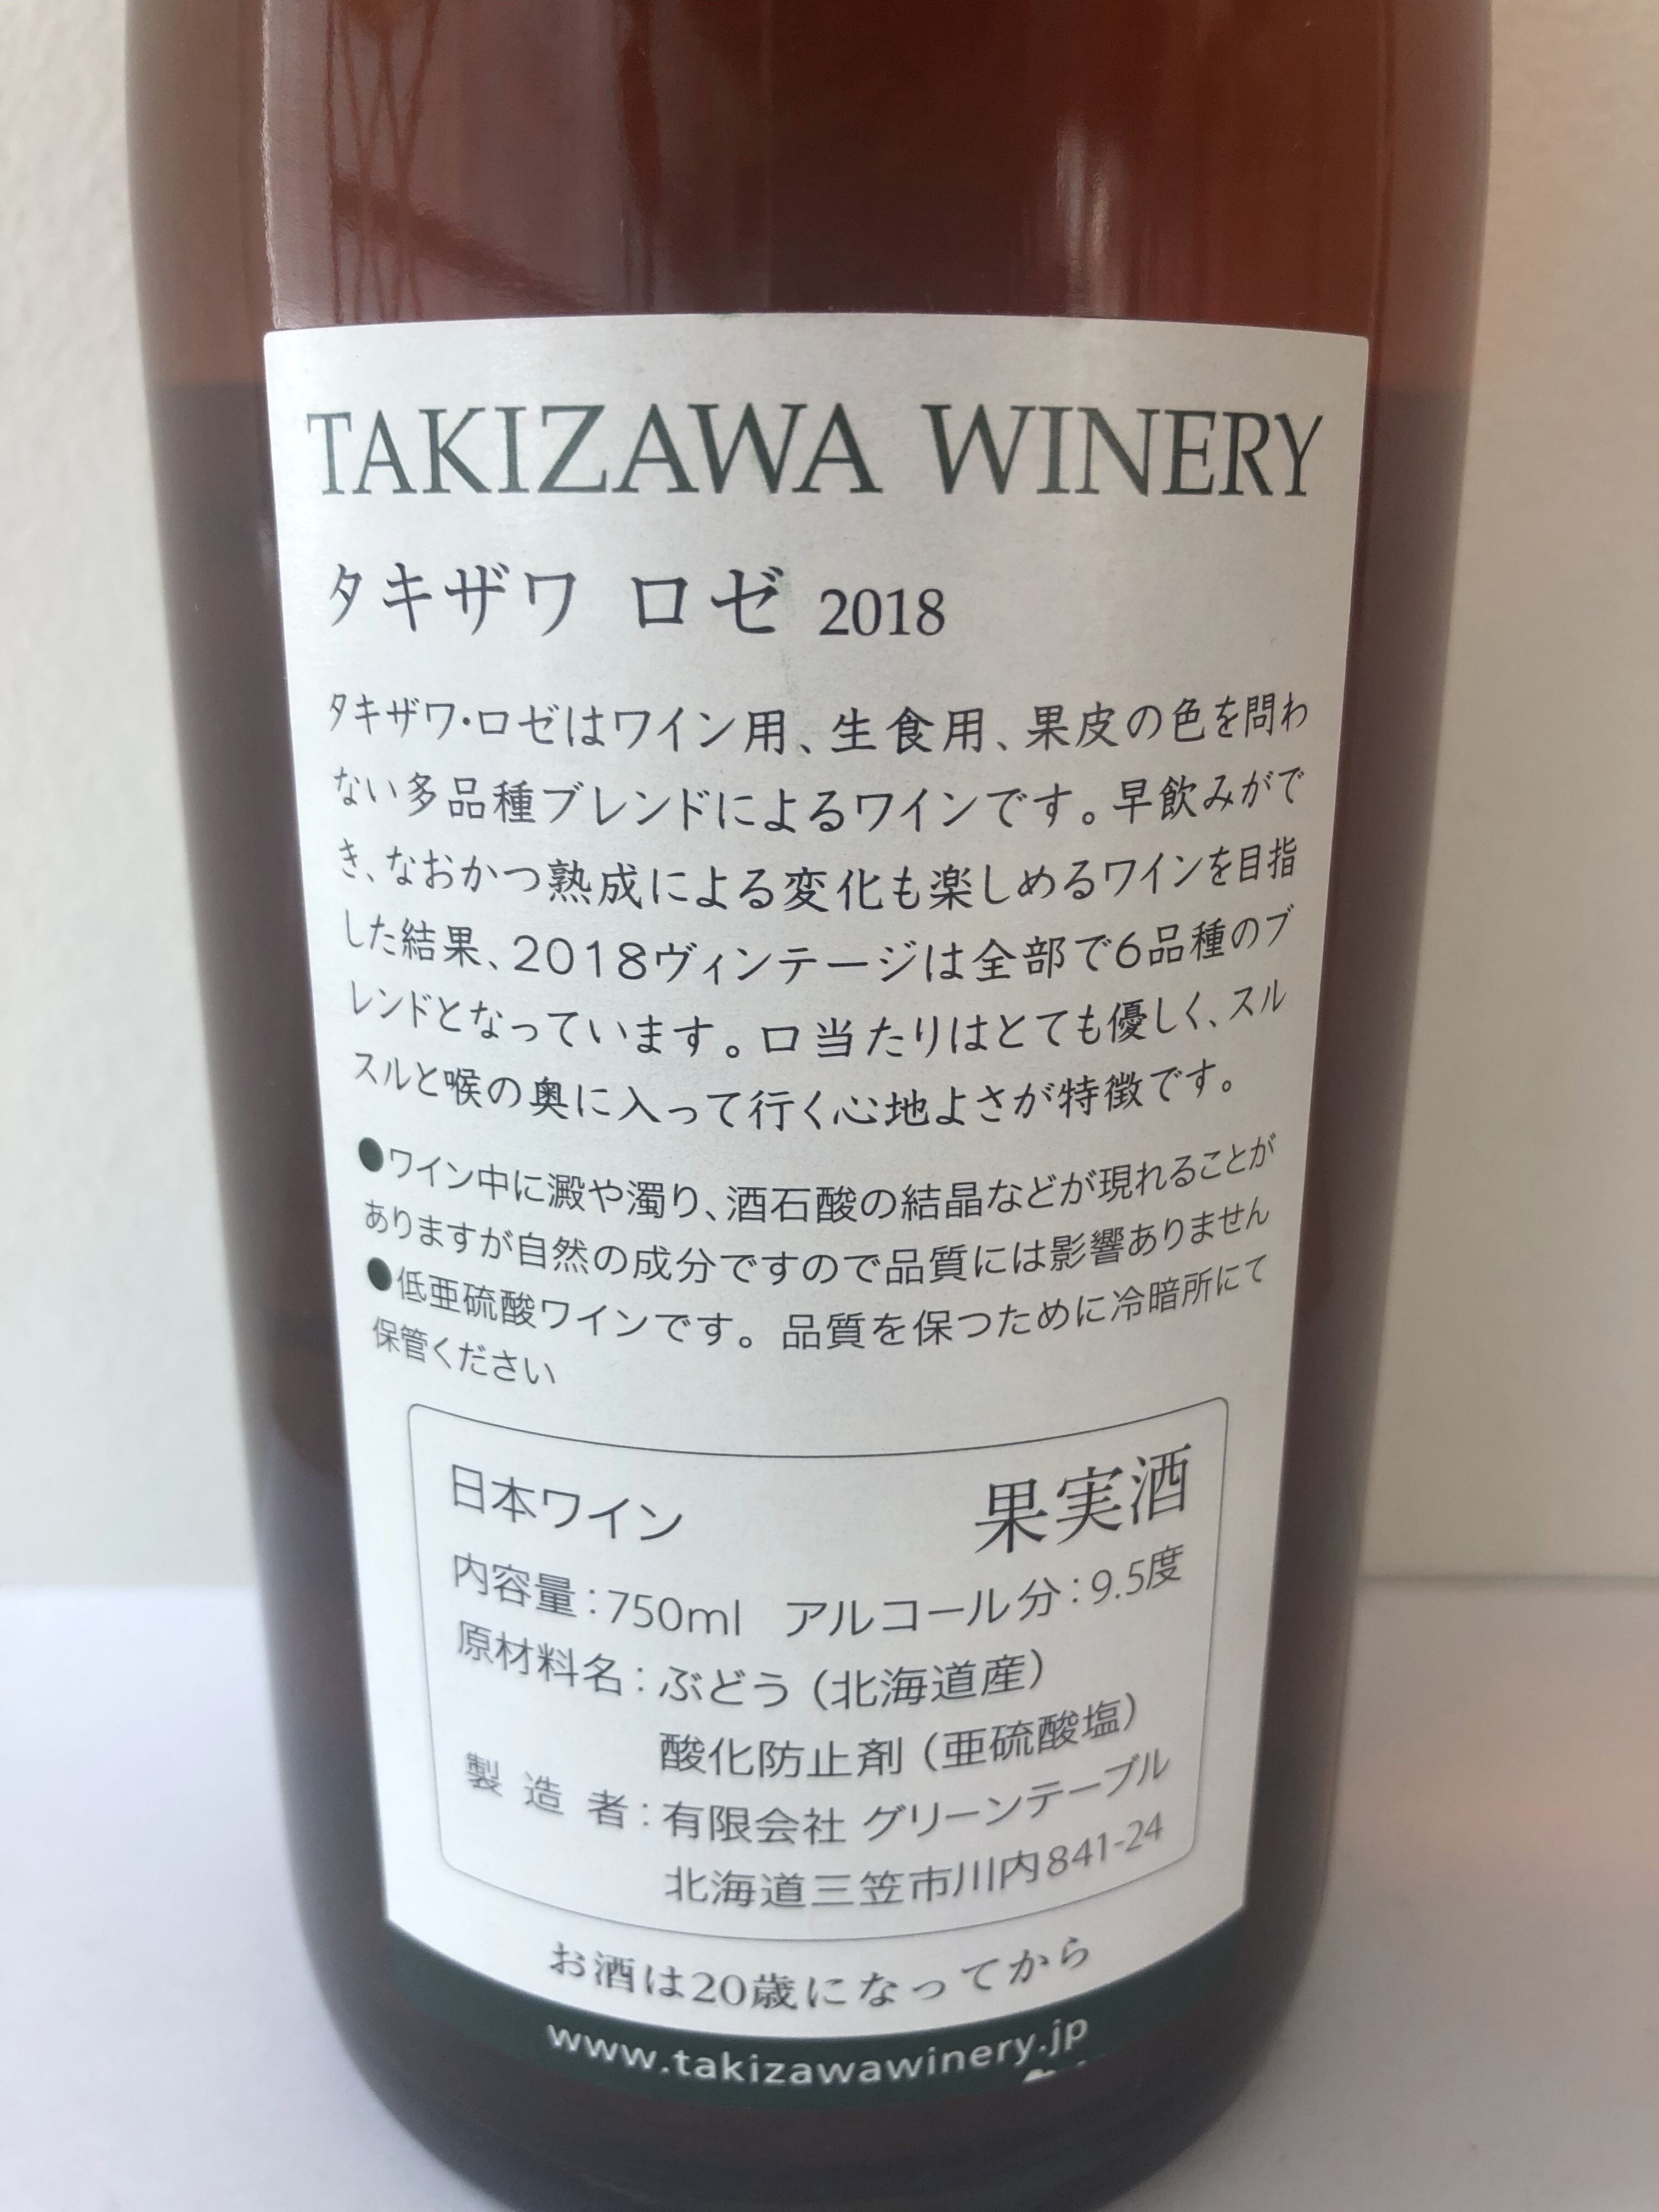 TAKIZAWA WINERY
タキザワ ロゼ 2018
タキザワ・ロゼはワイン用、生食用、果皮の色を問わ
ない多品種ブレンドによるワインです。早飲みがで
き、なおかつ熟成による変化も楽しめるワインを目指
した結果、2018ヴィンテージは全部で6品種のブ
レンドとなっています。口当たりはとても優しく、スル
スルと喉の奥に入って行く心地よさが特徴です。
●ワイン中に澱や濁り、酒石酸の結晶などが現れることが
ありますが自然の成分ですので品質には影響ありません
●低亜硫酸ワインです。品質を保つために冷暗所にて
保管ください
日本ワイン 果実酒
内容量：750ml アルコール分：9.5度
原材料名：ぶどう（北海道産）
酸化防止剤（亜硫酸塩）
製造者：有限会社 グリーンテーブル
北海道三笠市川内841-24
お酒は20歳になってから
www.takizawawinery.jp